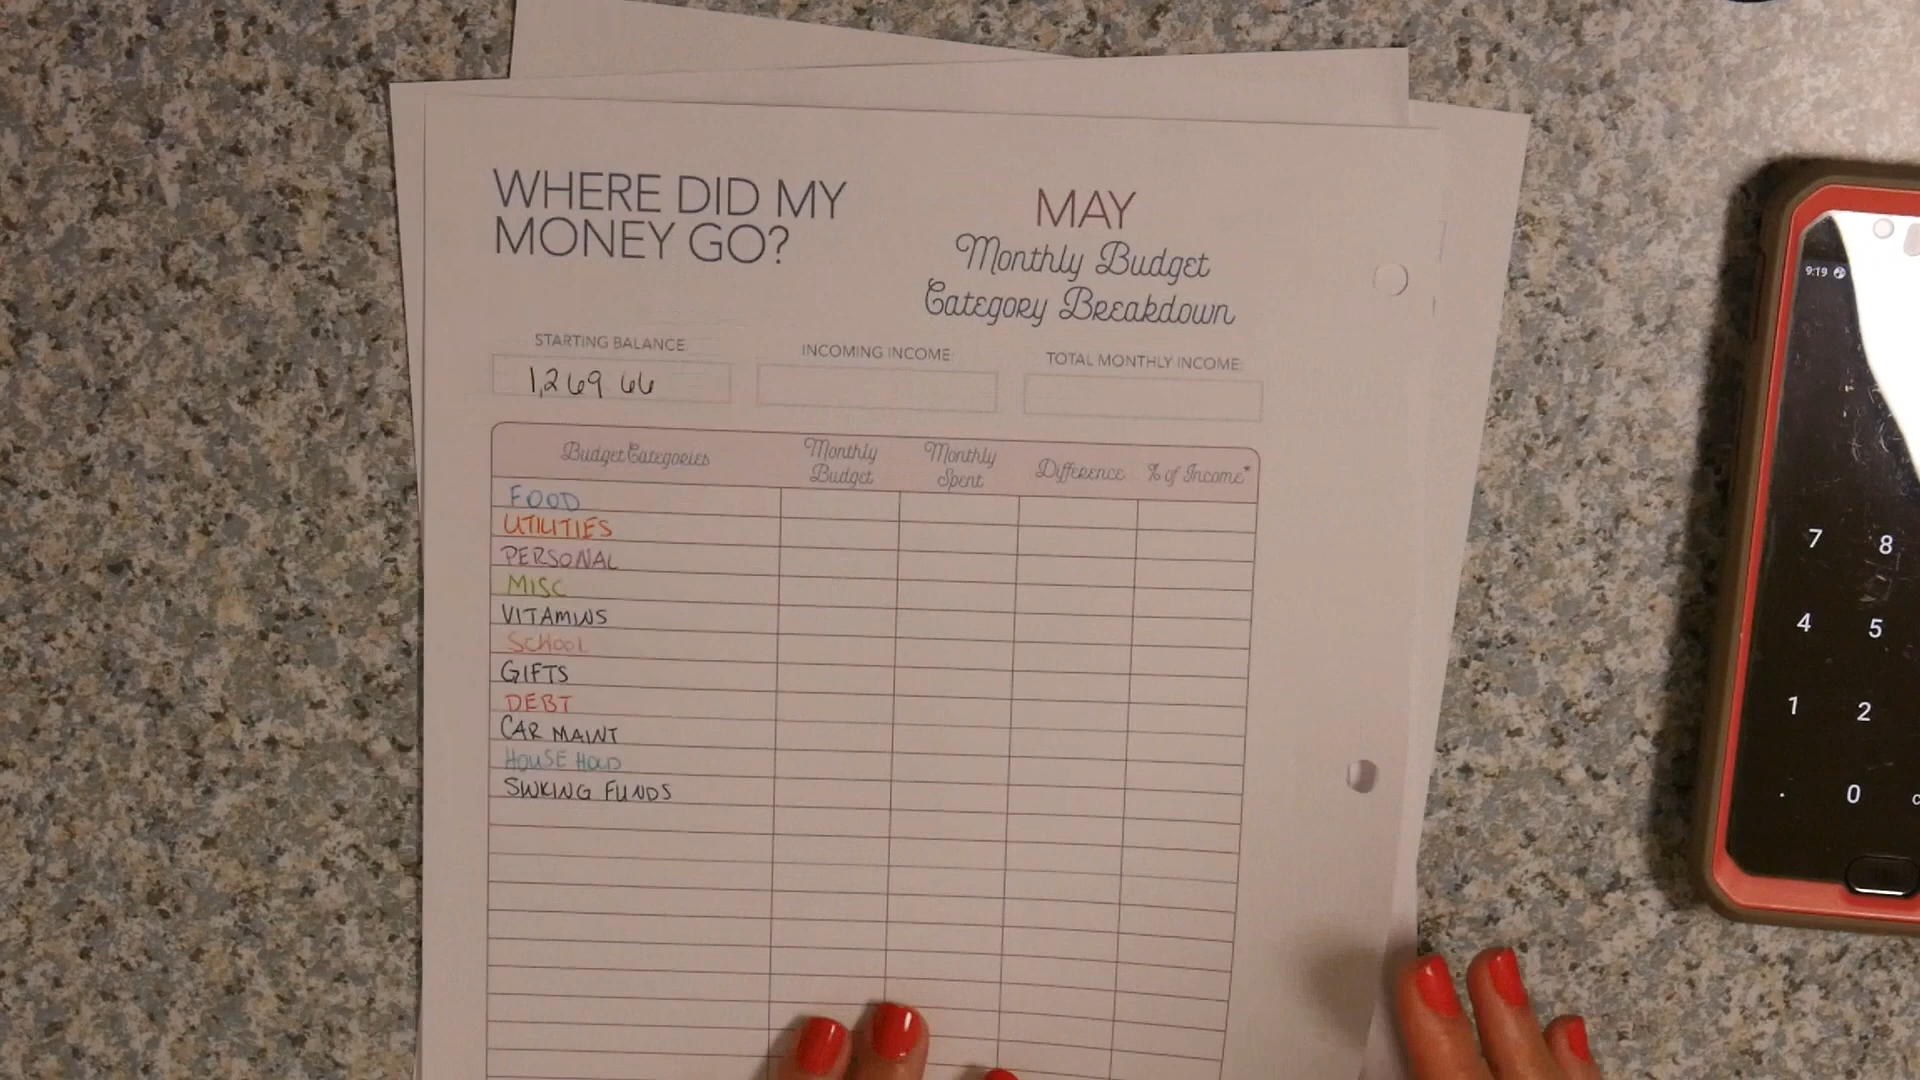 WHERE DID MY
MONEY GO?
MAY
Monthly Budget
Category Breakdown
STARTING BALANCE:
INCOMING INCOME:
TOTAL MONTHLY INCOME:
1,269.66
Budget Categories
Monthly
Budget
Monthly
Spent
Difference
% of Income*
FOOD
UTILITIES
PERSONAL
MISC
VITAMINS
SCHOOL
GIFTS
DEBT
CAR MAINT
HOUSE HOLD
SINKING FUNDS
9:19
7 8
4 5
1 2
. 0